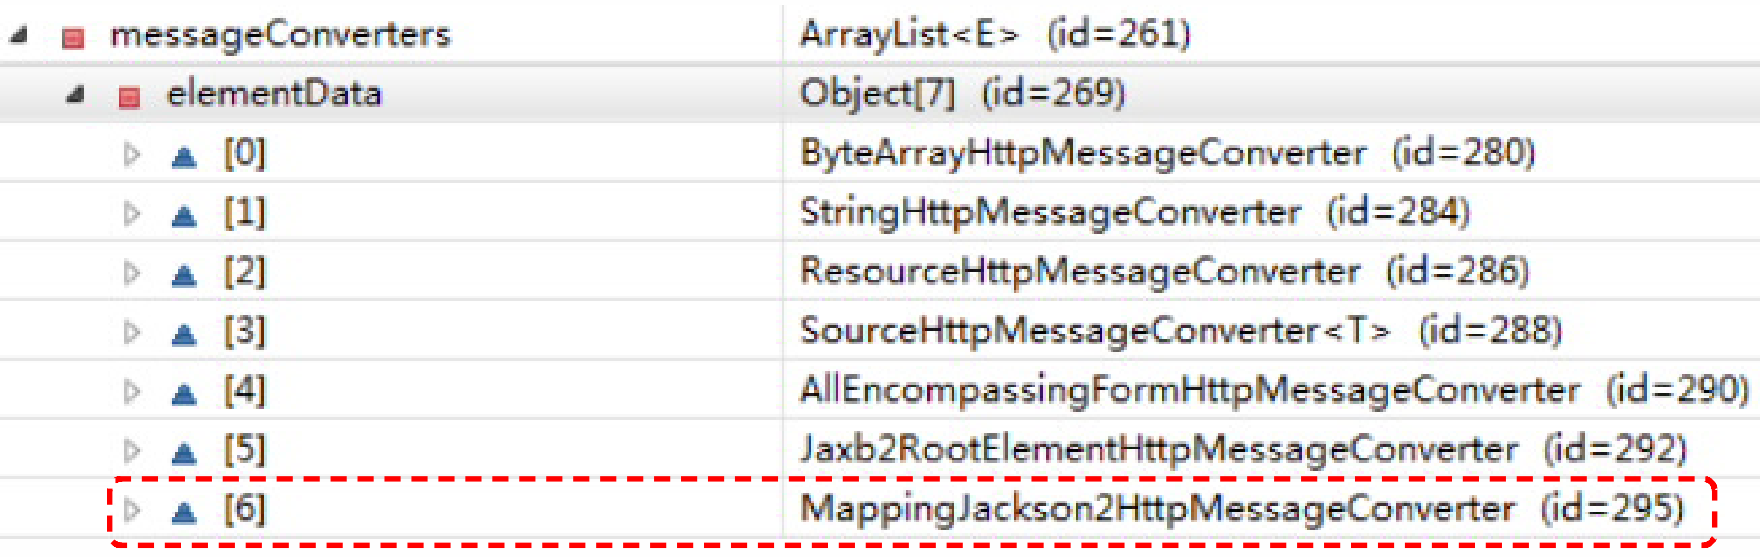 messageConverters ArrayList<E> (id=261)
elementData Object[7] (id=269)
[0] ByteArrayHttpMessageConverter (id=280)
[1] StringHttpMessageConverter (id=284)
[2] ResourceHttpMessageConverter (id=286)
[3] SourceHttpMessageConverter<T> (id=288)
[4] AllEncompassingFormHttpMessageConverter (id=290)
[5] Jaxb2RootElementHttpMessageConverter (id=292)
[6] MappingJackson2HttpMessageConverter (id=295)